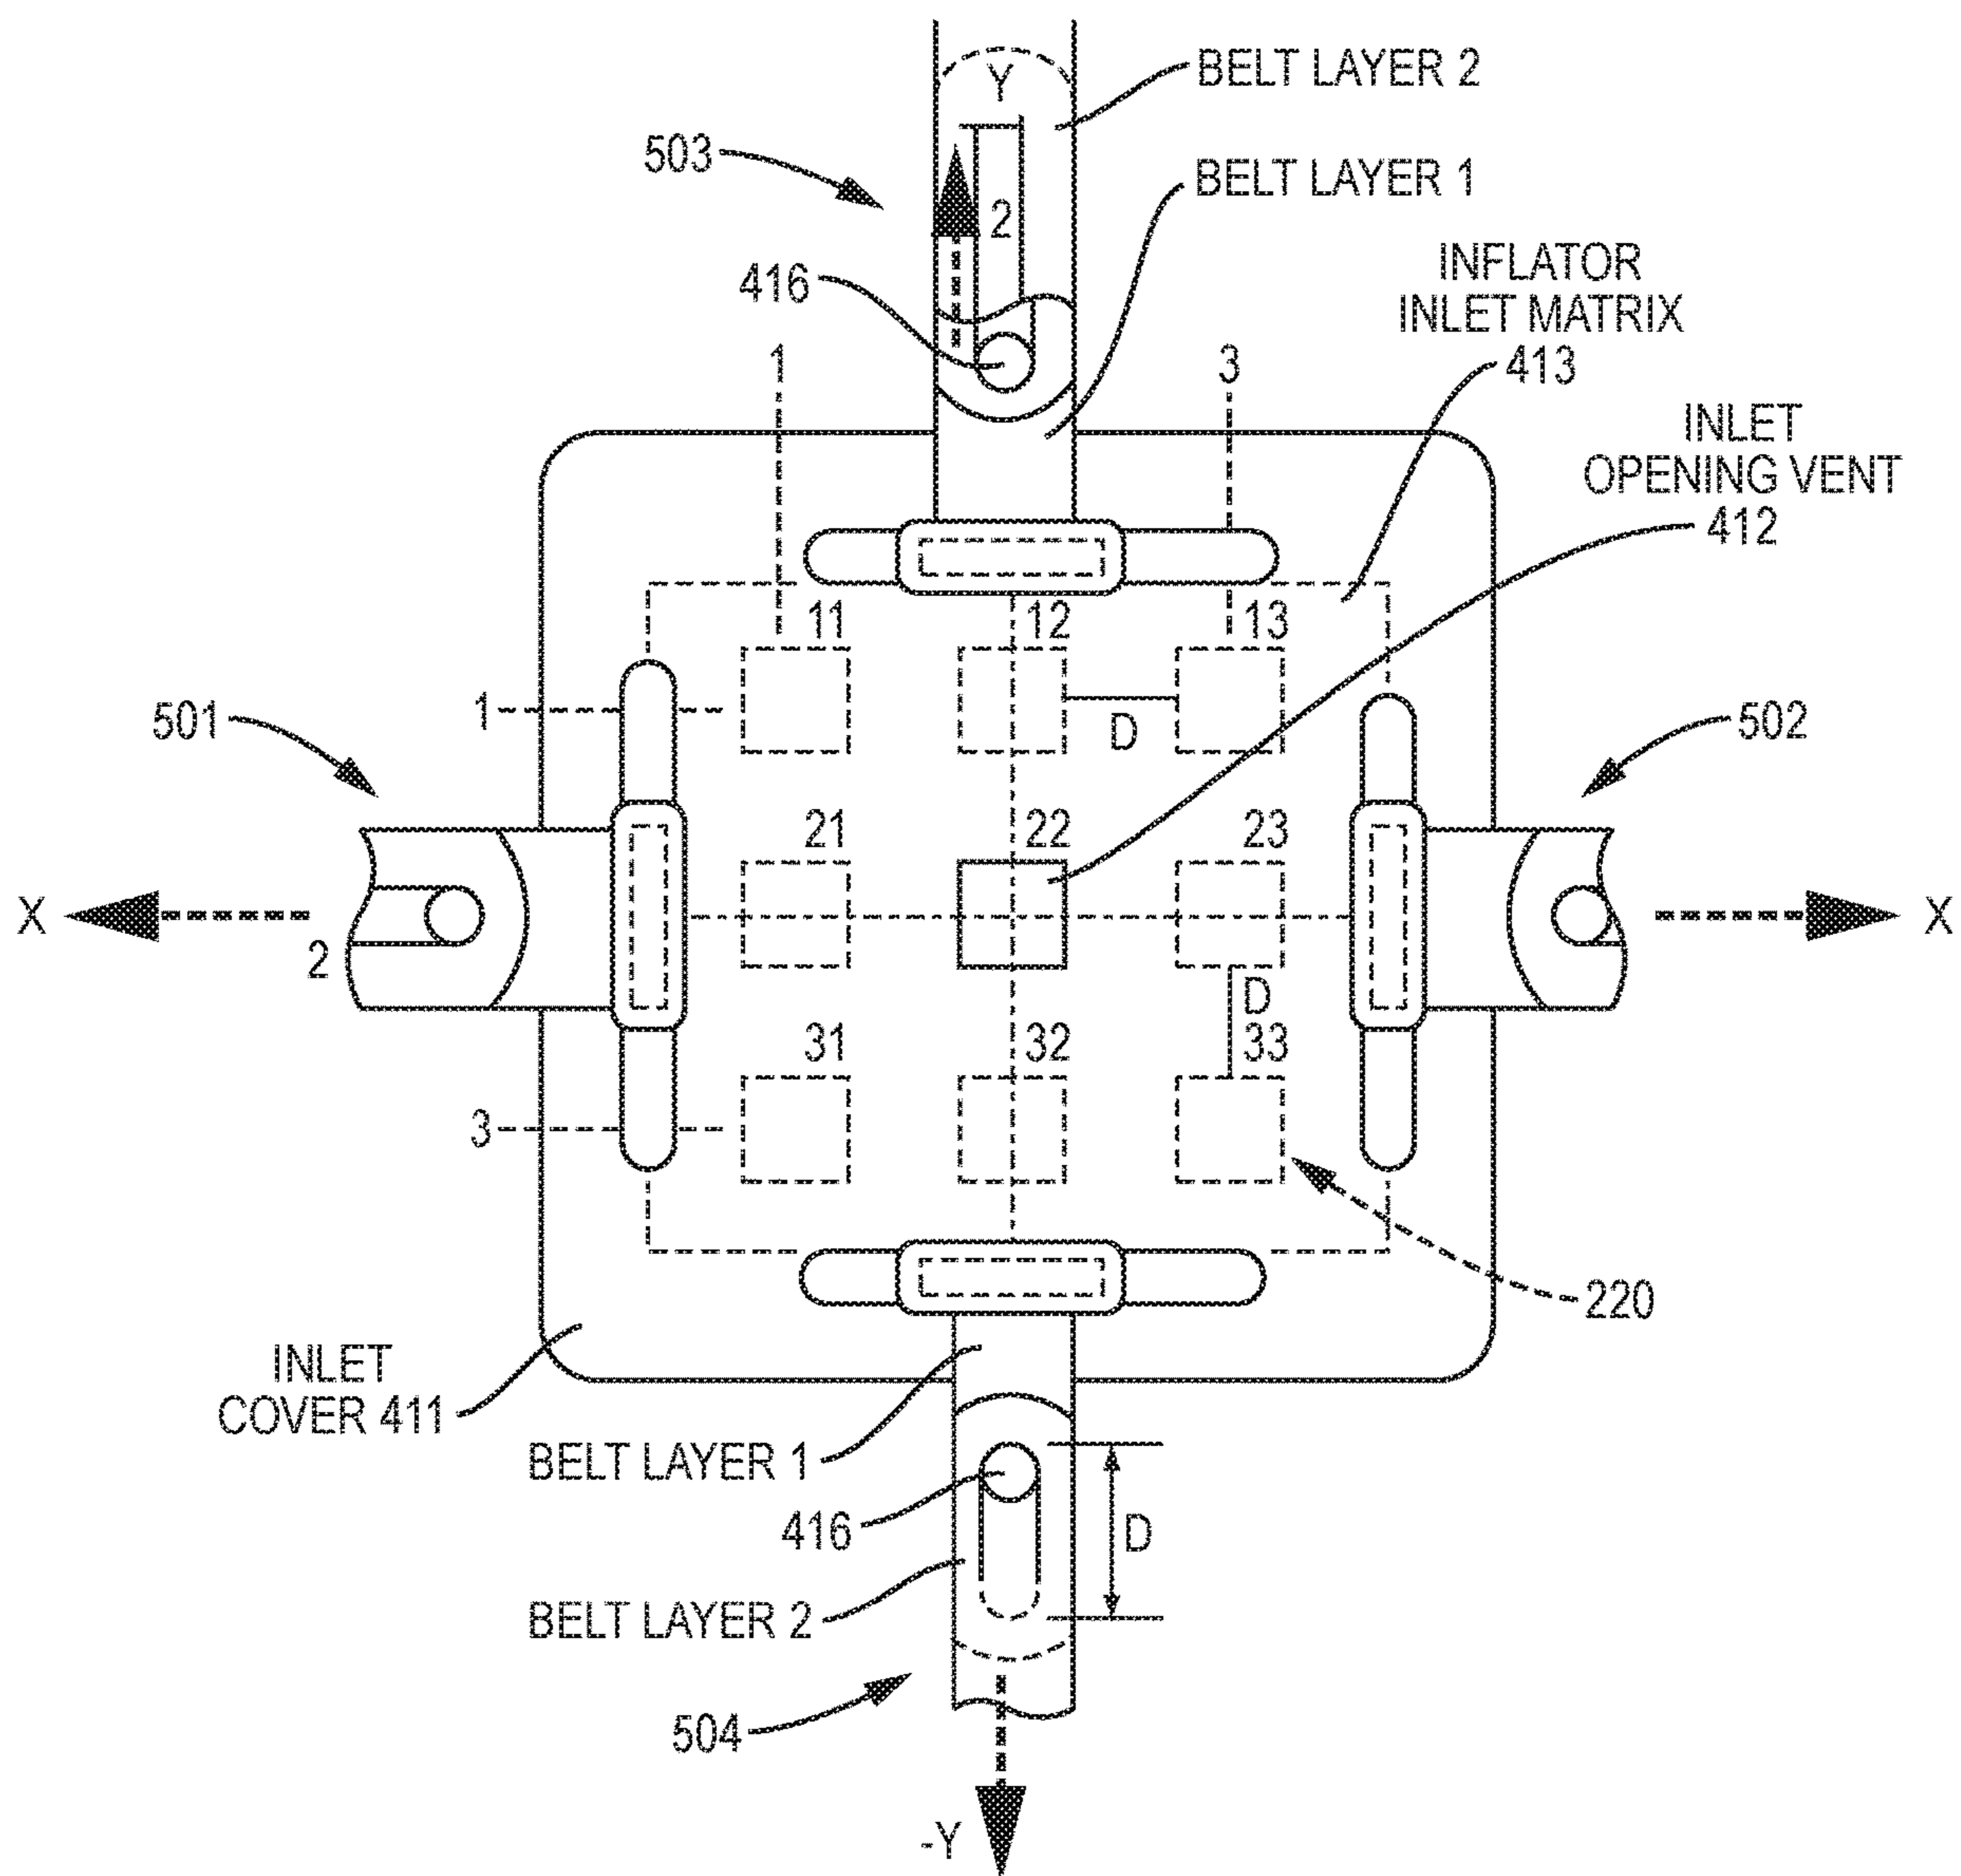 BELT LAYER 2
Y
503
BELT LAYER 1
2
INFLATOR
INLET MATRIX
413
416
1
3
INLET
OPENING VENT
412
11
12
13
1
D
501
502
21
22
23
X
X
2
D
31
32
33
3
220
INLET
COVER 411
BELT LAYER 1
416
D
BELT LAYER 2
504
-Y